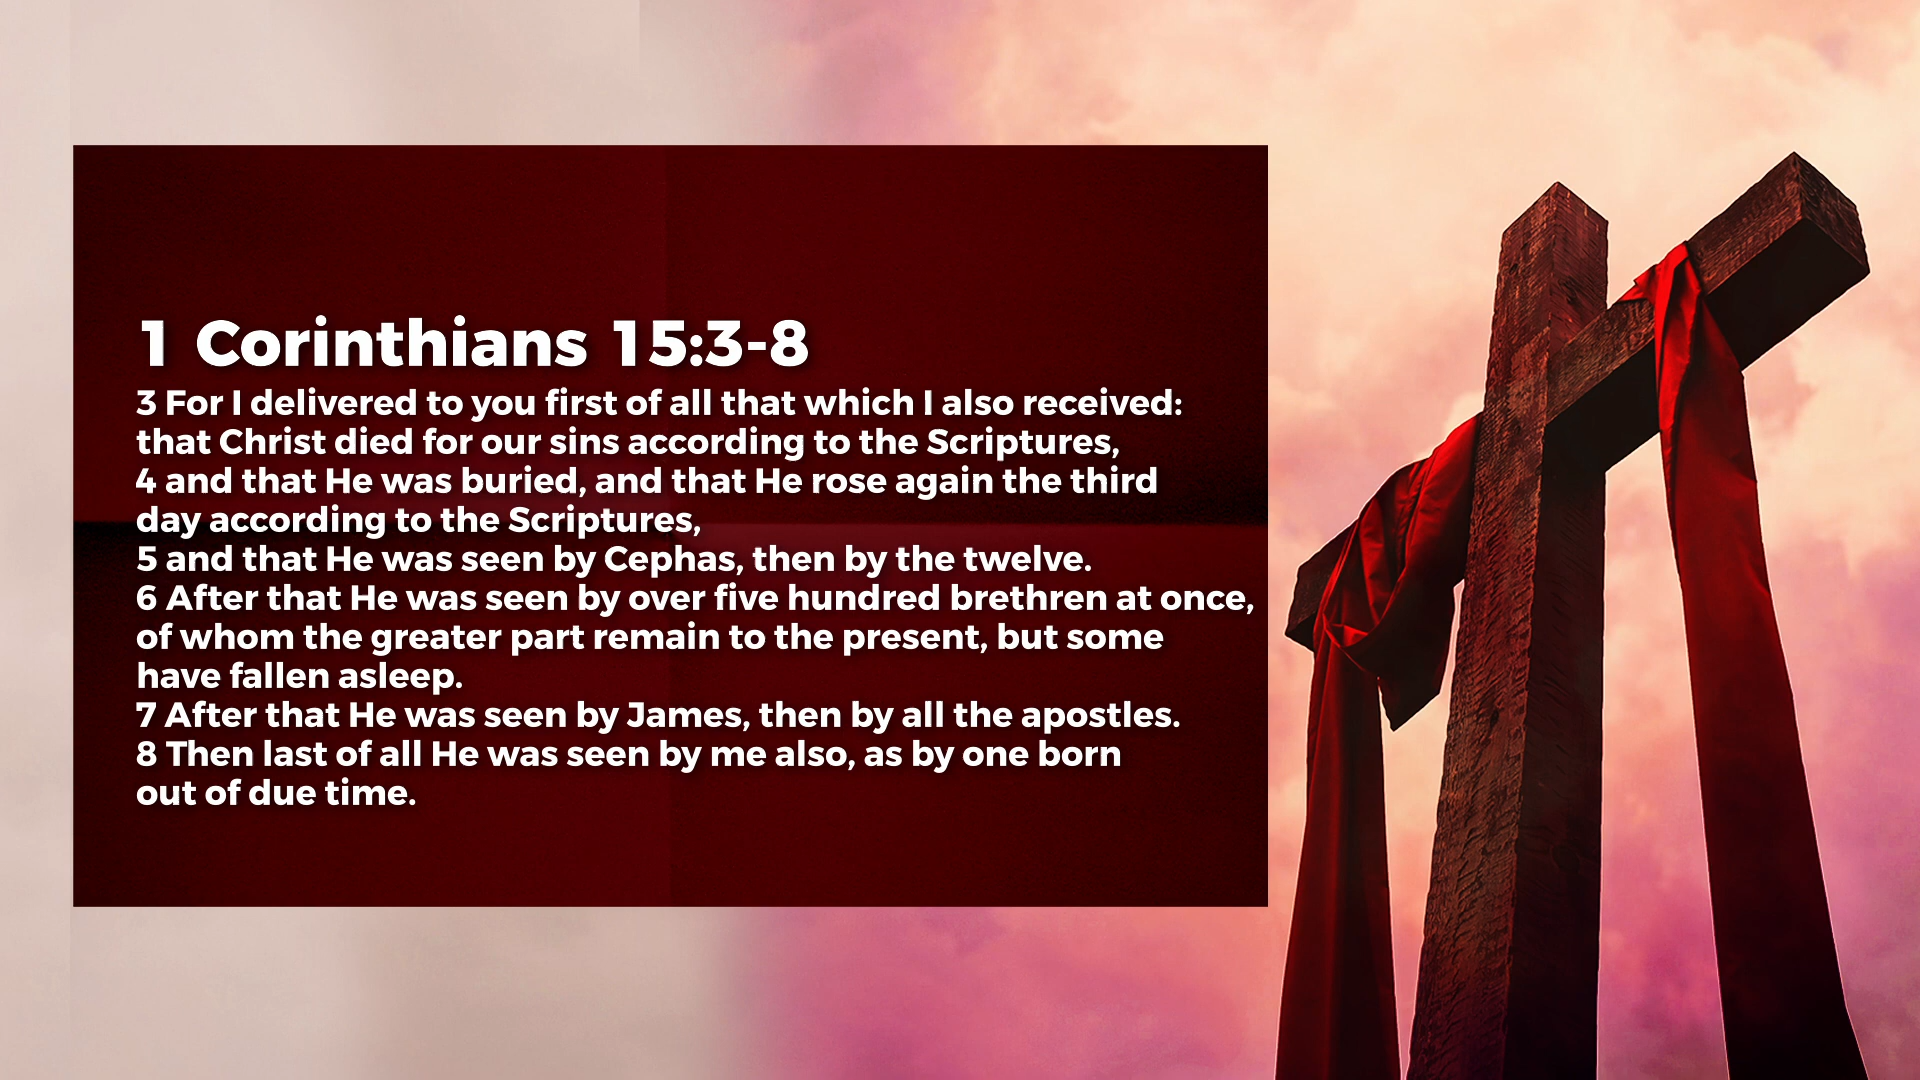 1 Corinthians 15:3-8
3 For I delivered to you first of all that which I also received:
that Christ died for our sins according to the Scriptures,
4 and that He was buried, and that He rose again the third
day according to the Scriptures,
5 and that He was seen by Cephas, then by the twelve.
6 After that He was seen by over five hundred brethren at once,
of whom the greater part remain to the present, but some
have fallen asleep.
7 After that He was seen by James, then by all the apostles.
8 Then last of all He was seen by me also, as by one born
out of due time.